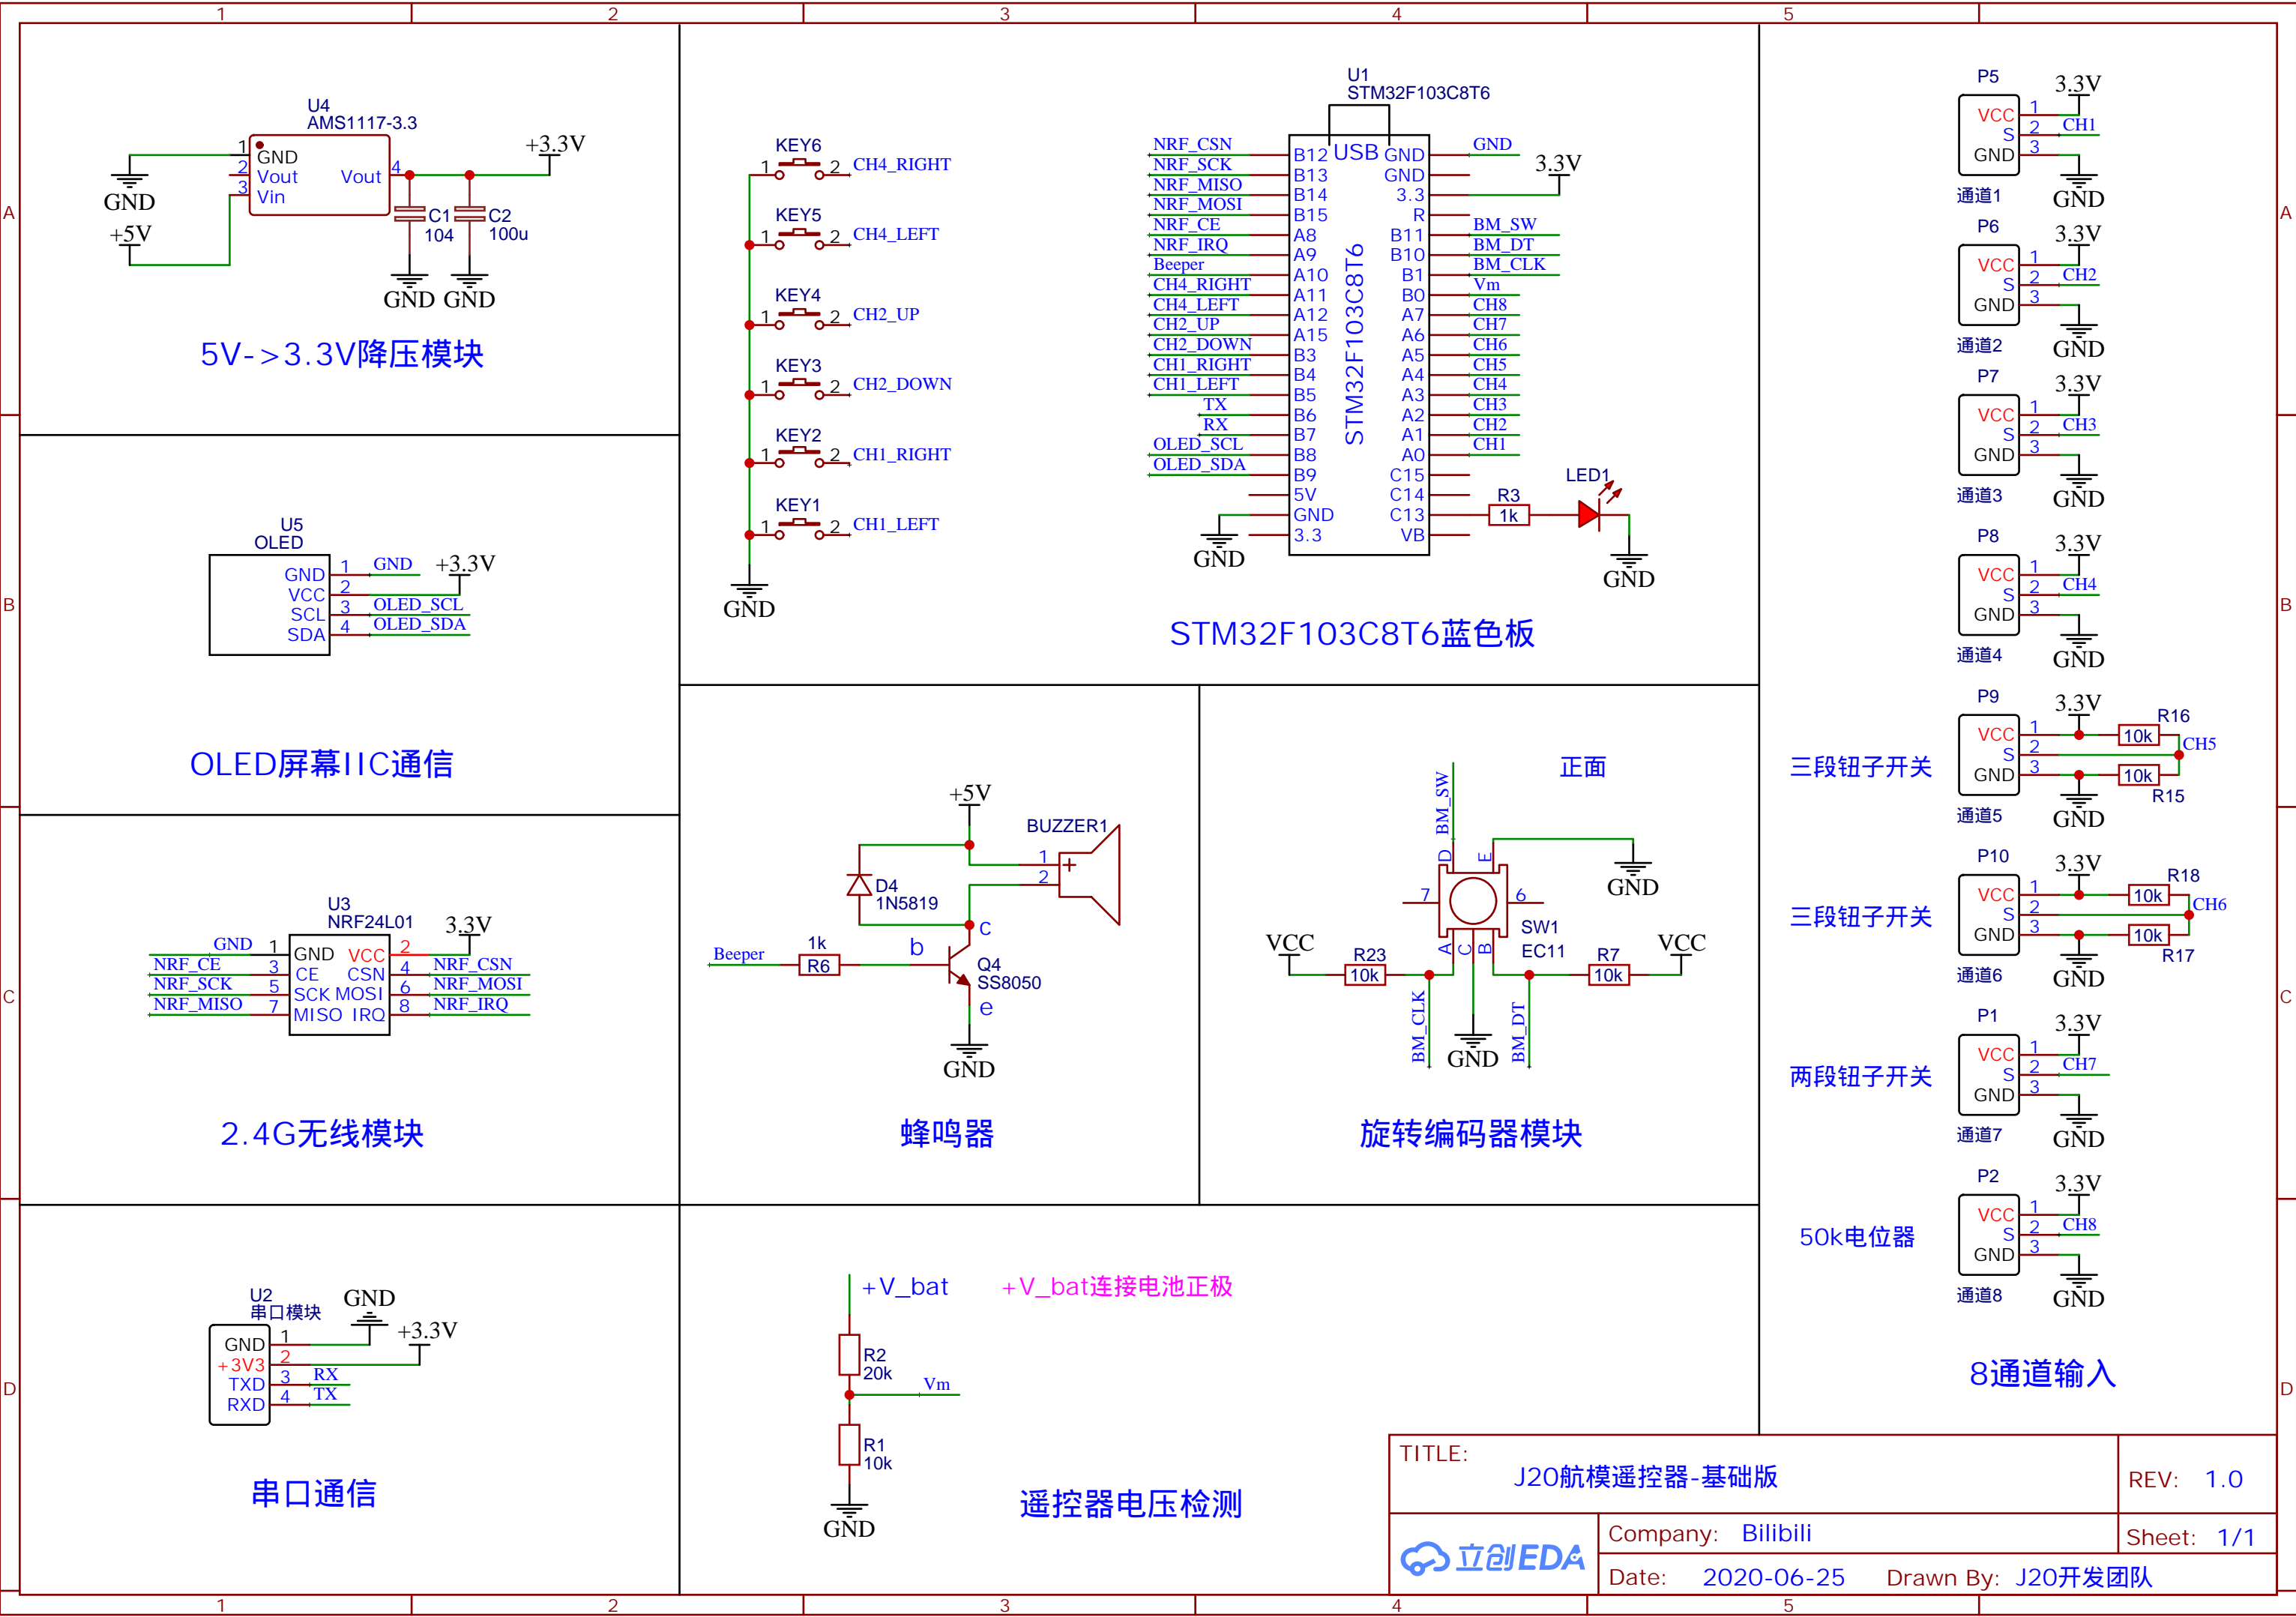 1 2 3 4 5
A
B
C
D
U4
AMS1117-3.3
1 GND
2 Vout
3 Vin
Vout 4
+3.3V
GND
+5V
C1
104
C2
100u
GND GND
5V->3.3V降压模块
U5
OLED
GND 1 GND
VCC 2 +3.3V
SCL 3 OLED_SCL
SDA 4 OLED_SDA
OLED屏幕IIC通信
U3
NRF24L01
3.3V
GND 1 GND VCC 2
NRF_CE 3 CE CSN 4 NRF_CSN
NRF_SCK 5 SCK MOSI 6 NRF_MOSI
NRF_MISO 7 MISO IRQ 8 NRF_IRQ
2.4G无线模块
U2
串口模块
GND
+3.3V
GND 1
+3V3 2
TXD 3 RX
RXD 4 TX
串口通信
KEY6
1 2 CH4_RIGHT
KEY5
1 2 CH4_LEFT
KEY4
1 2 CH2_UP
KEY3
1 2 CH2_DOWN
KEY2
1 2 CH1_RIGHT
KEY1
1 2 CH1_LEFT
GND
U1
STM32F103C8T6
USB
STM32F103C8T6
NRF_CSN B12 GND GND
NRF_SCK B13 GND
NRF_MISO B14 3.3 3.3V
NRF_MOSI B15 R
NRF_CE A8 B11 BM_SW
NRF_IRQ A9 B10 BM_DT
Beeper A10 B1 BM_CLK
CH4_RIGHT A11 B0 Vm
CH4_LEFT A12 A7 CH8
CH2_UP A15 A6 CH7
CH2_DOWN B3 A5 CH6
CH1_RIGHT B4 A4 CH5
CH1_LEFT B5 A3 CH4
TX B6 A2 CH3
RX B7 A1 CH2
OLED_SCL B8 A0 CH1
OLED_SDA B9 C15
5V C14
GND C13
3.3 VB
GND
R3
1k
LED1
GND
STM32F103C8T6蓝色板
+5V
BUZZER1
1 +
2
D4
1N5819
c
b
e
Beeper
1k
R6
Q4
SS8050
GND
蜂鸣器
正面
BM_SW
D E
GND
7 6
SW1
EC11
A C B
VCC
R23
10k
R7
10k
VCC
BM_CLK
GND
BM_DT
旋转编码器模块
+V_bat
+V_bat连接电池正极
R2
20k
Vm
R1
10k
GND
遥控器电压检测
P5
3.3V
VCC 1
S 2 CH1
GND 3
通道1
GND
P6
3.3V
VCC 1
S 2 CH2
GND 3
通道2
GND
P7
3.3V
VCC 1
S 2 CH3
GND 3
通道3
GND
P8
3.3V
VCC 1
S 2 CH4
GND 3
通道4
GND
P9
3.3V
R16
VCC 1 10k
三段钮子开关 S 2 CH5
GND 3 10k
R15
通道5
GND
P10
3.3V
R18
VCC 1 10k
三段钮子开关 S 2 CH6
GND 3 10k
R17
通道6
GND
P1
3.3V
VCC 1
两段钮子开关 S 2 CH7
GND 3
通道7
GND
P2
3.3V
VCC 1
50k电位器 S 2 CH8
GND 3
通道8
GND
8通道输入
TITLE:
J20航模遥控器-基础版
REV: 1.0
立创EDA
Company: Bilibili
Sheet: 1/1
Date: 2020-06-25
Drawn By: J20开发团队
A
B
C
D
1 2 3 4 5